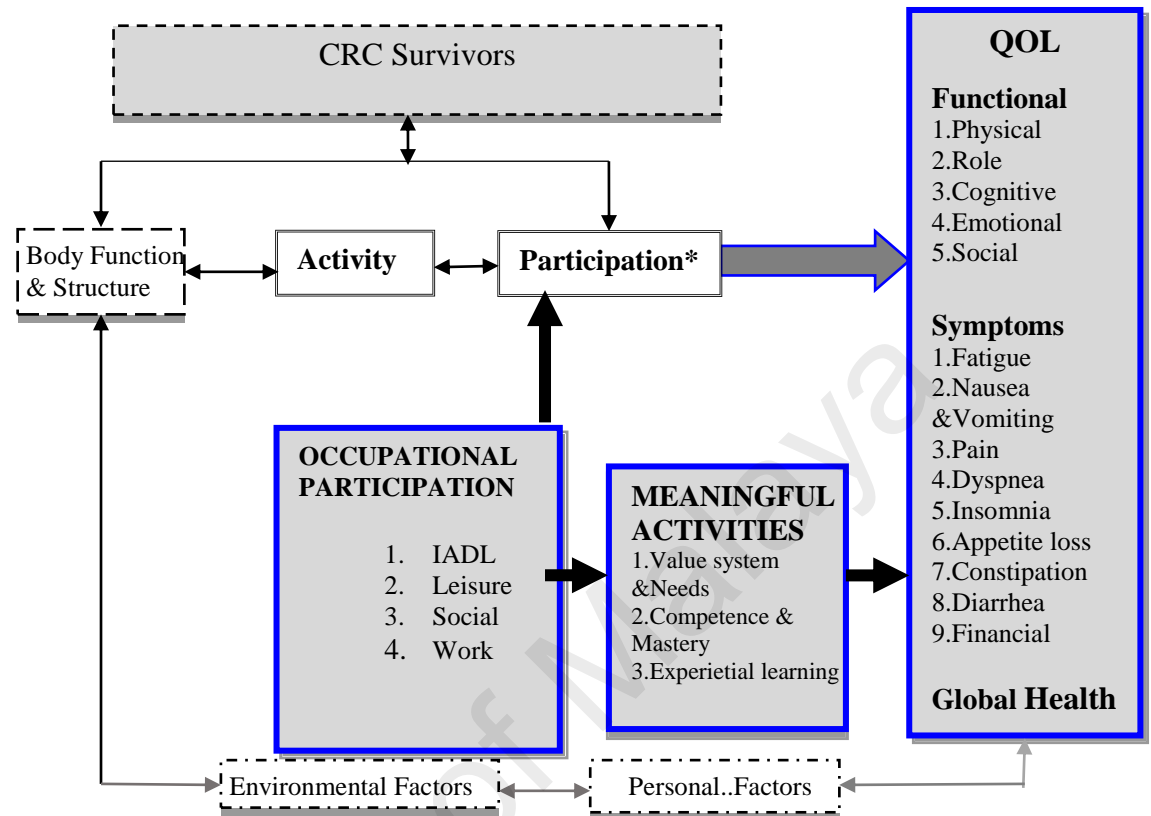 CRC Survivors
Body Function
& Structure
Activity
Participation*
OCCUPATIONAL
PARTICIPATION
1. IADL
2. Leisure
3. Social
4. Work
MEANINGFUL
ACTIVITIES
1.Value system
&Needs
2.Competence &
Mastery
3.Experietial learning
QOL
Functional
1.Physical
2.Role
3.Cognitive
4.Emotional
5.Social
Symptoms
1.Fatigue
2.Nausea
&Vomiting
3.Pain
4.Dyspnea
5.Insomnia
6.Appetite loss
7.Constipation
8.Diarrhea
9.Financial
Global Health
Environmental Factors
Personal..Factors
of Malaya